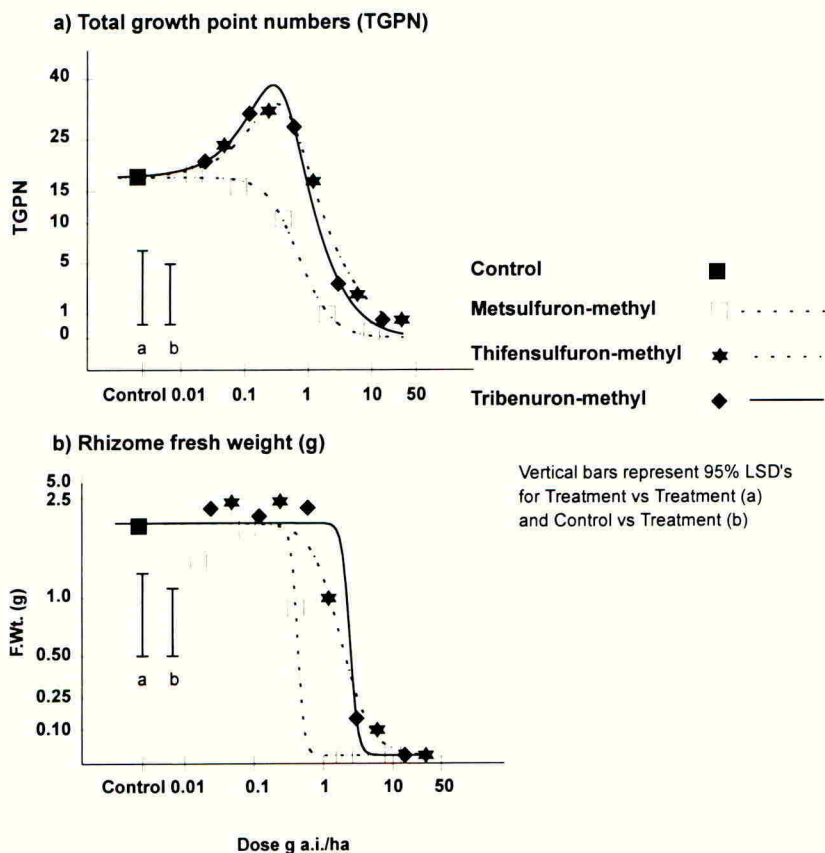 a) Total growth point numbers (TGPN)
40
25
15
10
5
1
0
TGPN
a b
Control 0.01 0.1 1 10 50
Control
Metsulfuron-methyl
Thifensulfuron-methyl
Tribenuron-methyl
b) Rhizome fresh weight (g)
5.0
2.5
1.0
0.50
0.25
0.10
F.Wt. (g)
a b
Control 0.01 0.1 1 10 50
Dose g a.i./ha
Vertical bars represent 95% LSD's
for Treatment vs Treatment (a)
and Control vs Treatment (b)